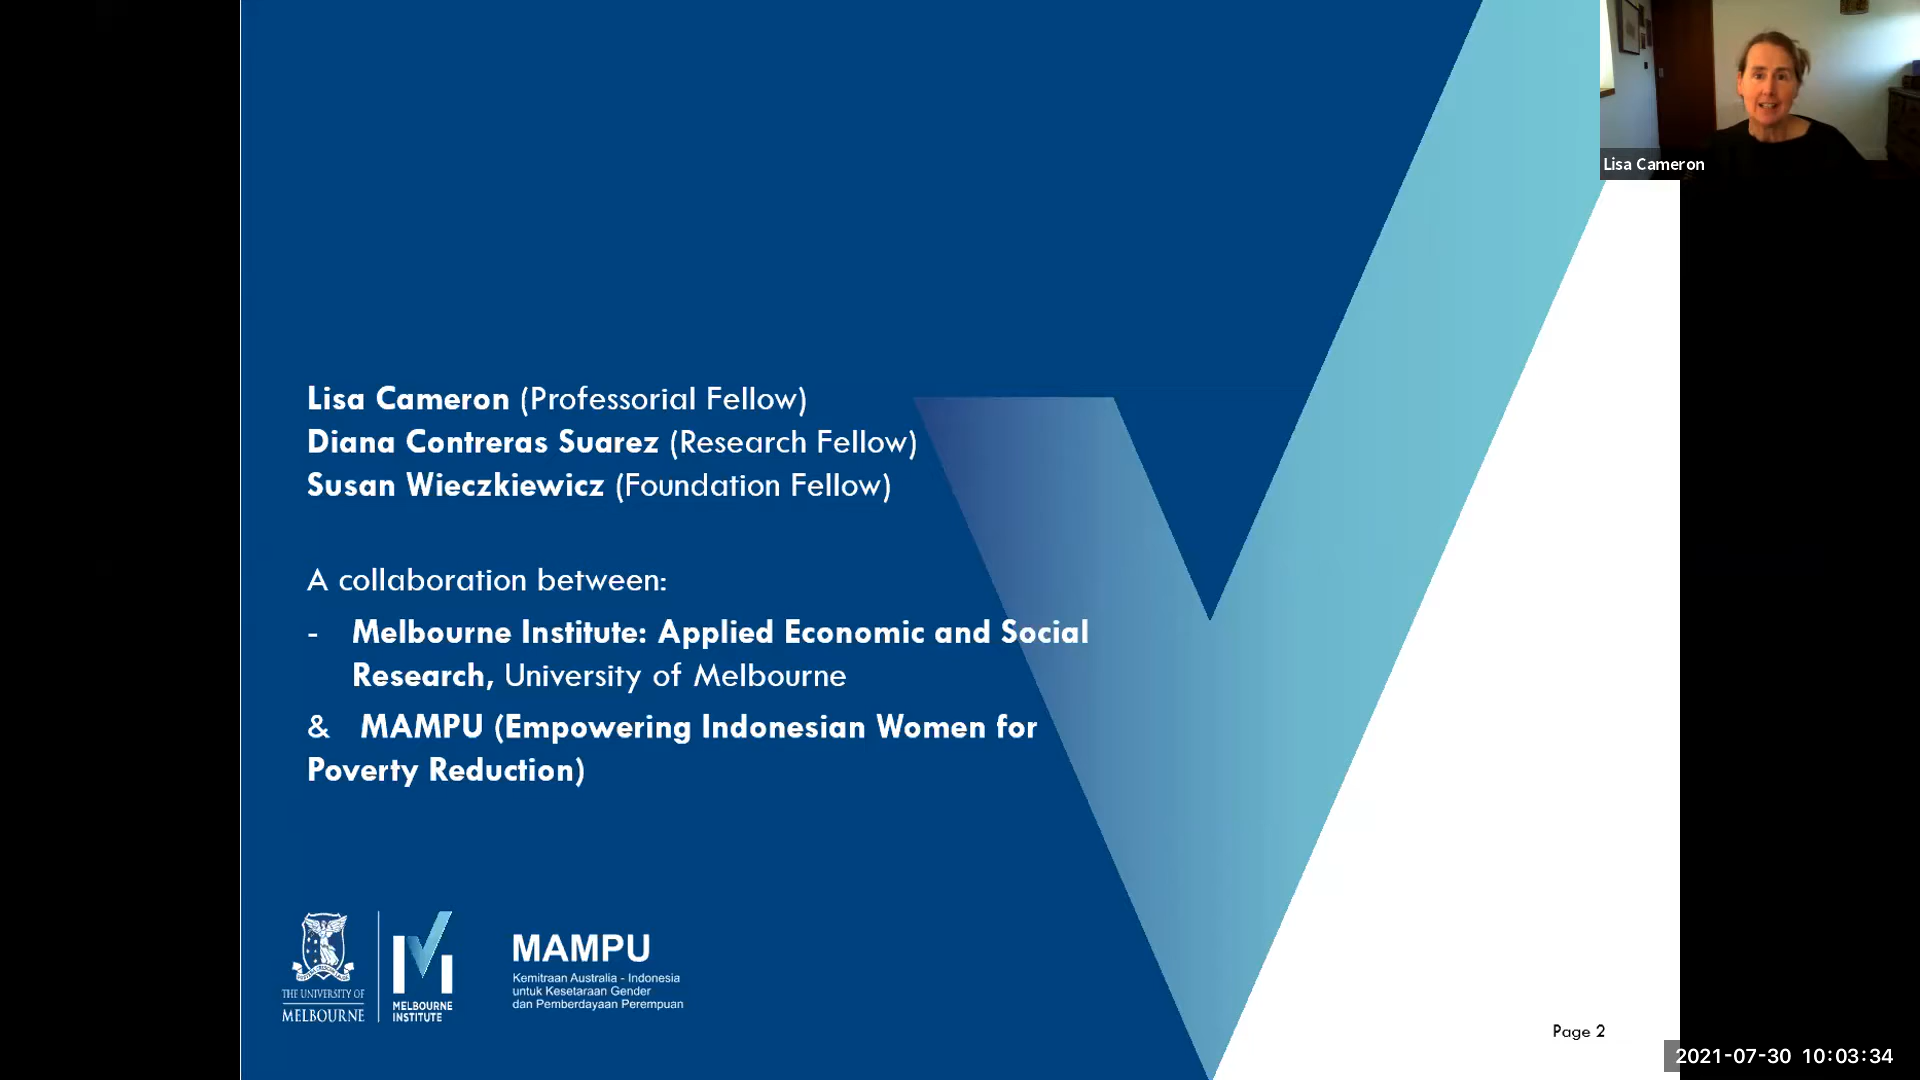 Lisa Cameron
Lisa Cameron (Professorial Fellow)
Diana Contreras Suarez (Research Fellow)
Susan Wieczkiewicz (Foundation Fellow)
A collaboration between:
- Melbourne Institute: Applied Economic and Social
Research, University of Melbourne
& MAMPU (Empowering Indonesian Women for
Poverty Reduction)
THE UNIVERSITY OF
MELBOURNE
MELBOURNE
INSTITUTE
MAMPU
Kemitraan Australia - Indonesia
untuk Kesetaraan Gender
dan Pemberdayaan Perempuan
Page 2
2021-07-30 10:03:34